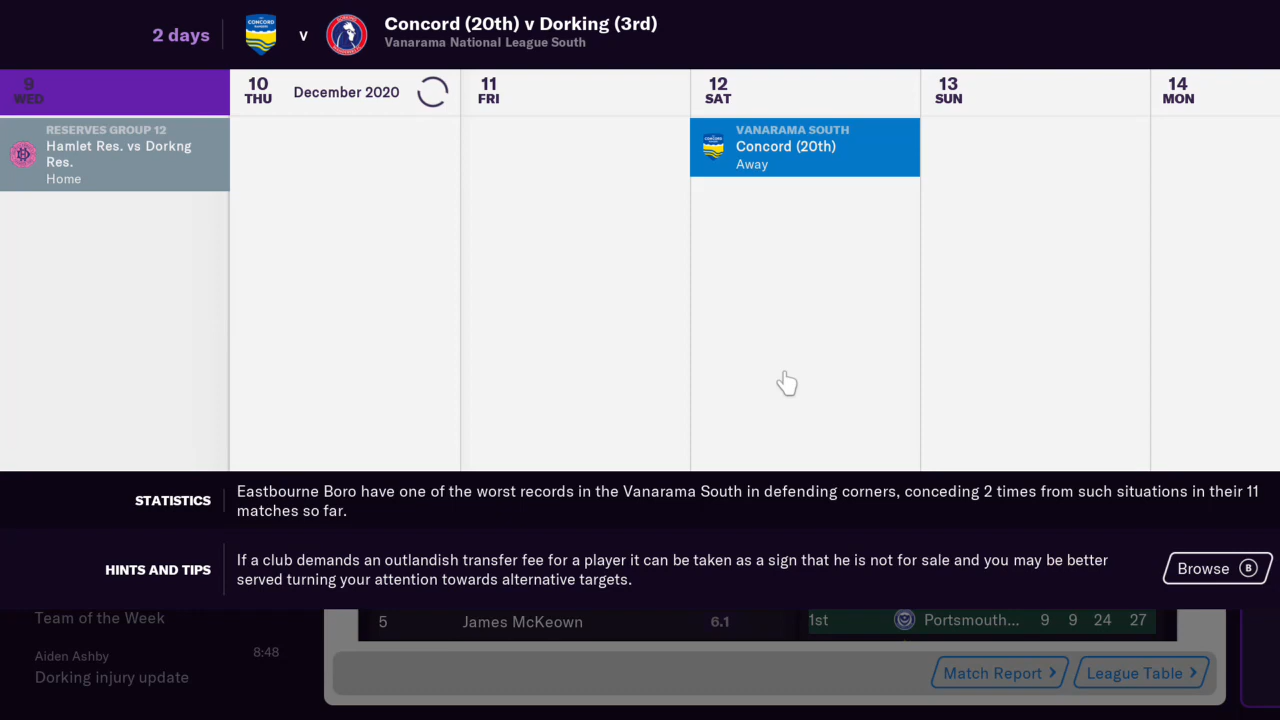 2 days
v
Concord (20th) v Dorking (3rd)
Vanarama National League South
9
WED
10
THU
December 2020
11
FRI
12
SAT
13
SUN
14
MON
RESERVES GROUP 12
Hamlet Res. vs Dorkng
Res.
Home
VANARAMA SOUTH
Concord (20th)
Away
STATISTICS
Eastbourne Boro have one of the worst records in the Vanarama South in defending corners, conceding 2 times from such situations in their 11
matches so far.
HINTS AND TIPS
If a club demands an outlandish transfer fee for a player it can be taken as a sign that he is not for sale and you may be better
served turning your attention towards alternative targets.
Browse B
Team of the Week
5 James McKeown 6.1
1st Portsmouth... 9 9 24 27
Aiden Ashby 8:48
Dorking injury update
Match Report
League Table